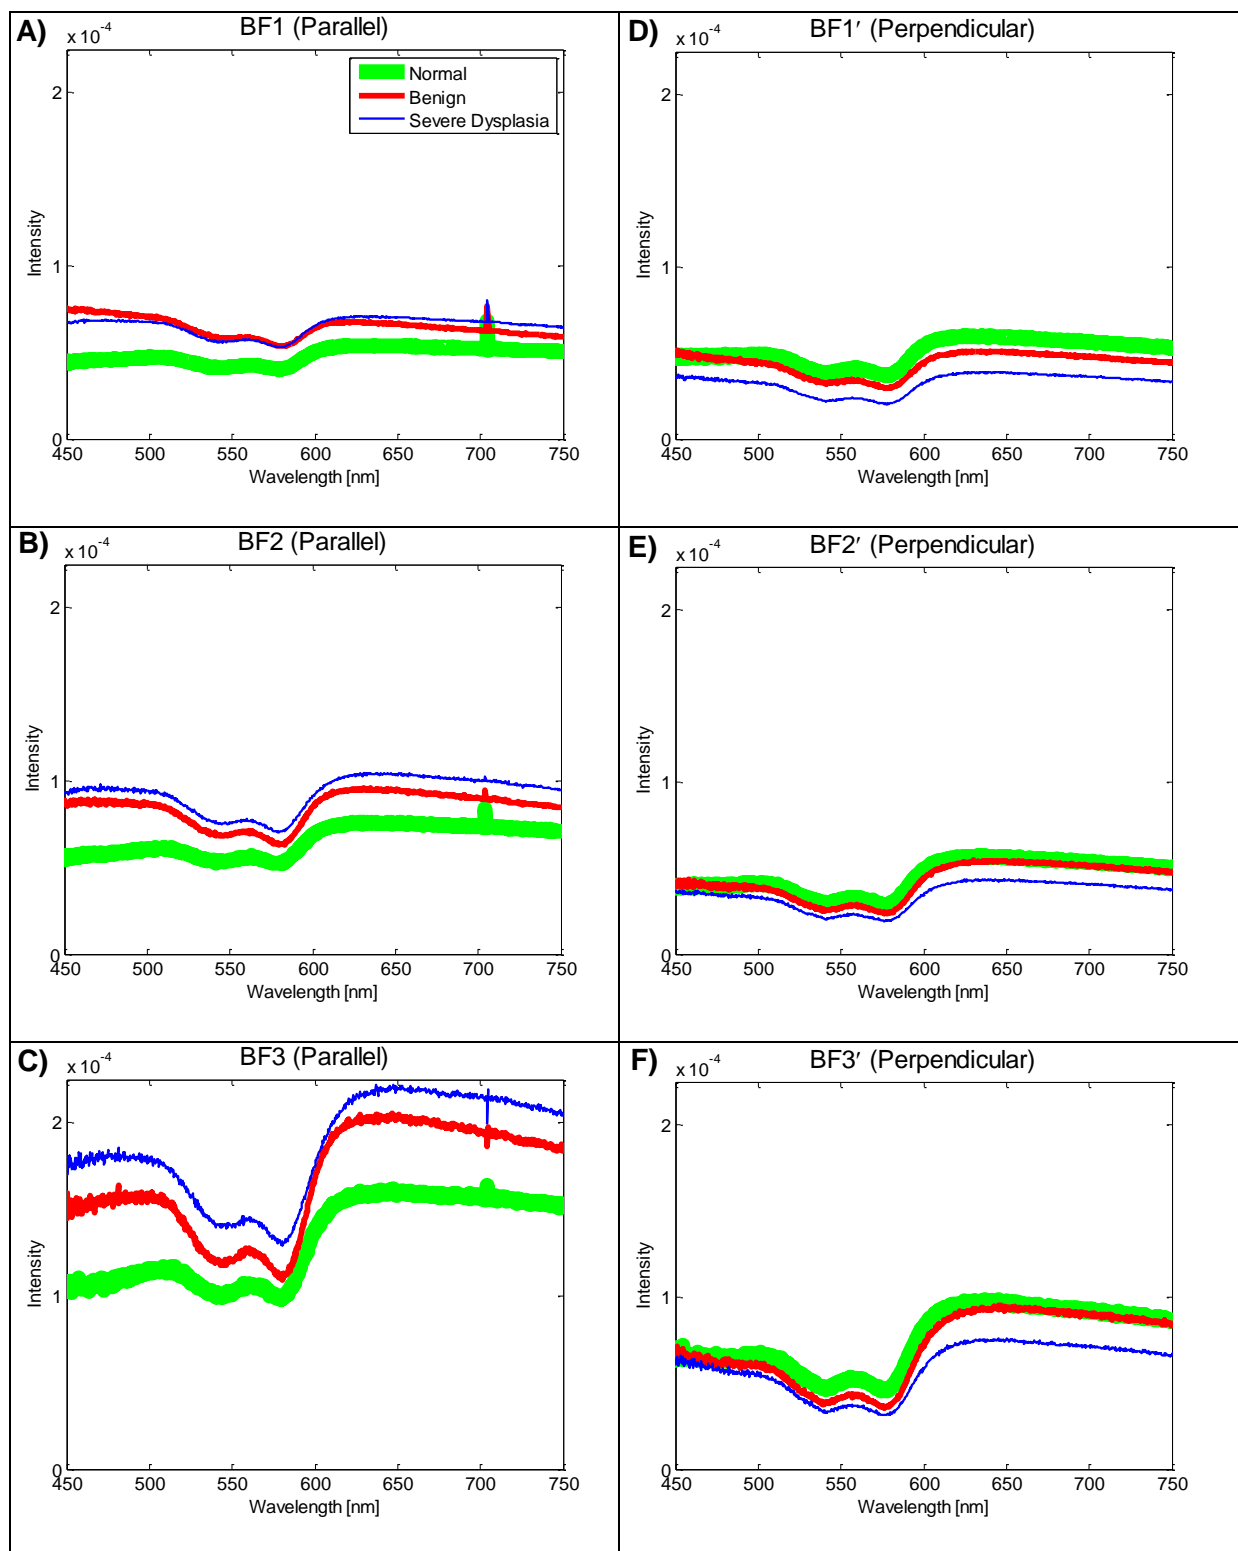 A)
BF1 (Parallel)
x 10-4
Normal
Benign
Severe Dysplasia
2
1
0
Intensity
450 500 550 600 650 700 750
Wavelength [nm]
D)
BF1′ (Perpendicular)
x 10-4
2
1
0
Intensity
450 500 550 600 650 700 750
Wavelength [nm]
B)
BF2 (Parallel)
x 10-4
2
1
0
Intensity
450 500 550 600 650 700 750
Wavelength [nm]
E)
BF2′ (Perpendicular)
x 10-4
2
1
0
Intensity
450 500 550 600 650 700 750
Wavelength [nm]
C)
BF3 (Parallel)
x 10-4
2
1
0
Intensity
450 500 550 600 650 700 750
Wavelength [nm]
F)
BF3′ (Perpendicular)
x 10-4
2
1
0
Intensity
450 500 550 600 650 700 750
Wavelength [nm]